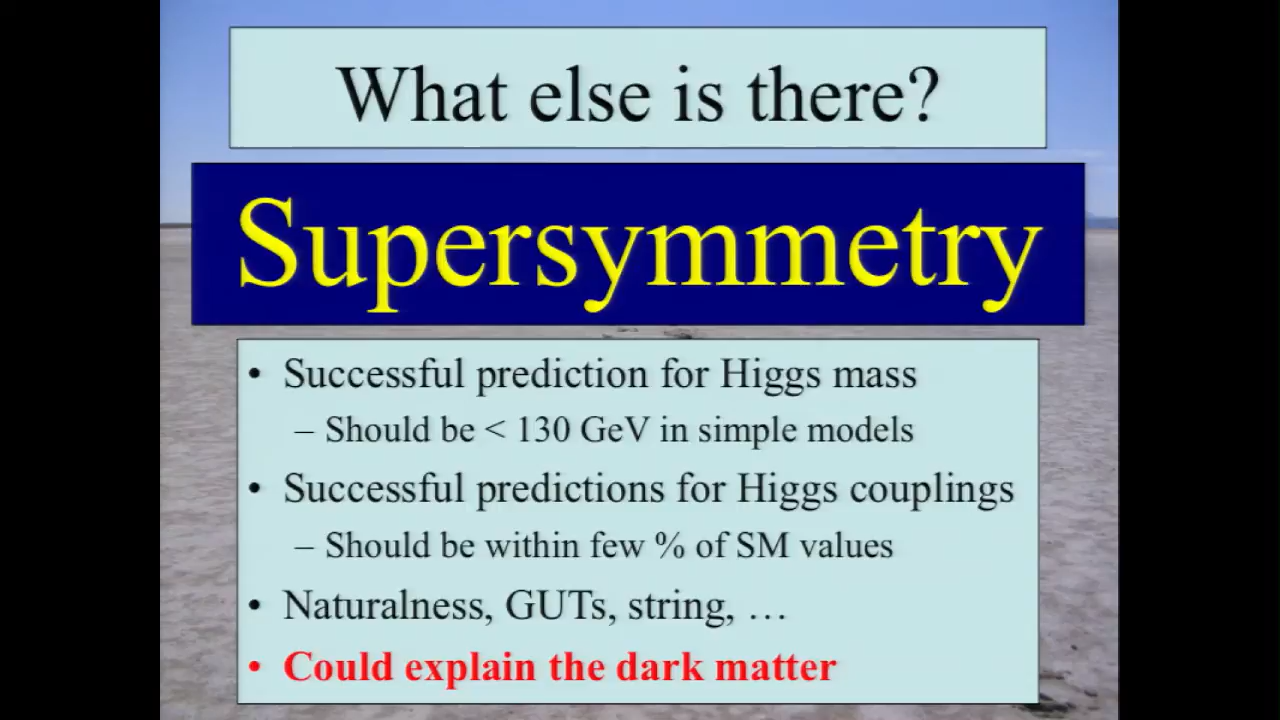 What else is there?
Supersymmetry
• Successful prediction for Higgs mass
– Should be < 130 GeV in simple models
• Successful predictions for Higgs couplings
– Should be within few % of SM values
• Naturalness, GUTs, string, …
• Could explain the dark matter